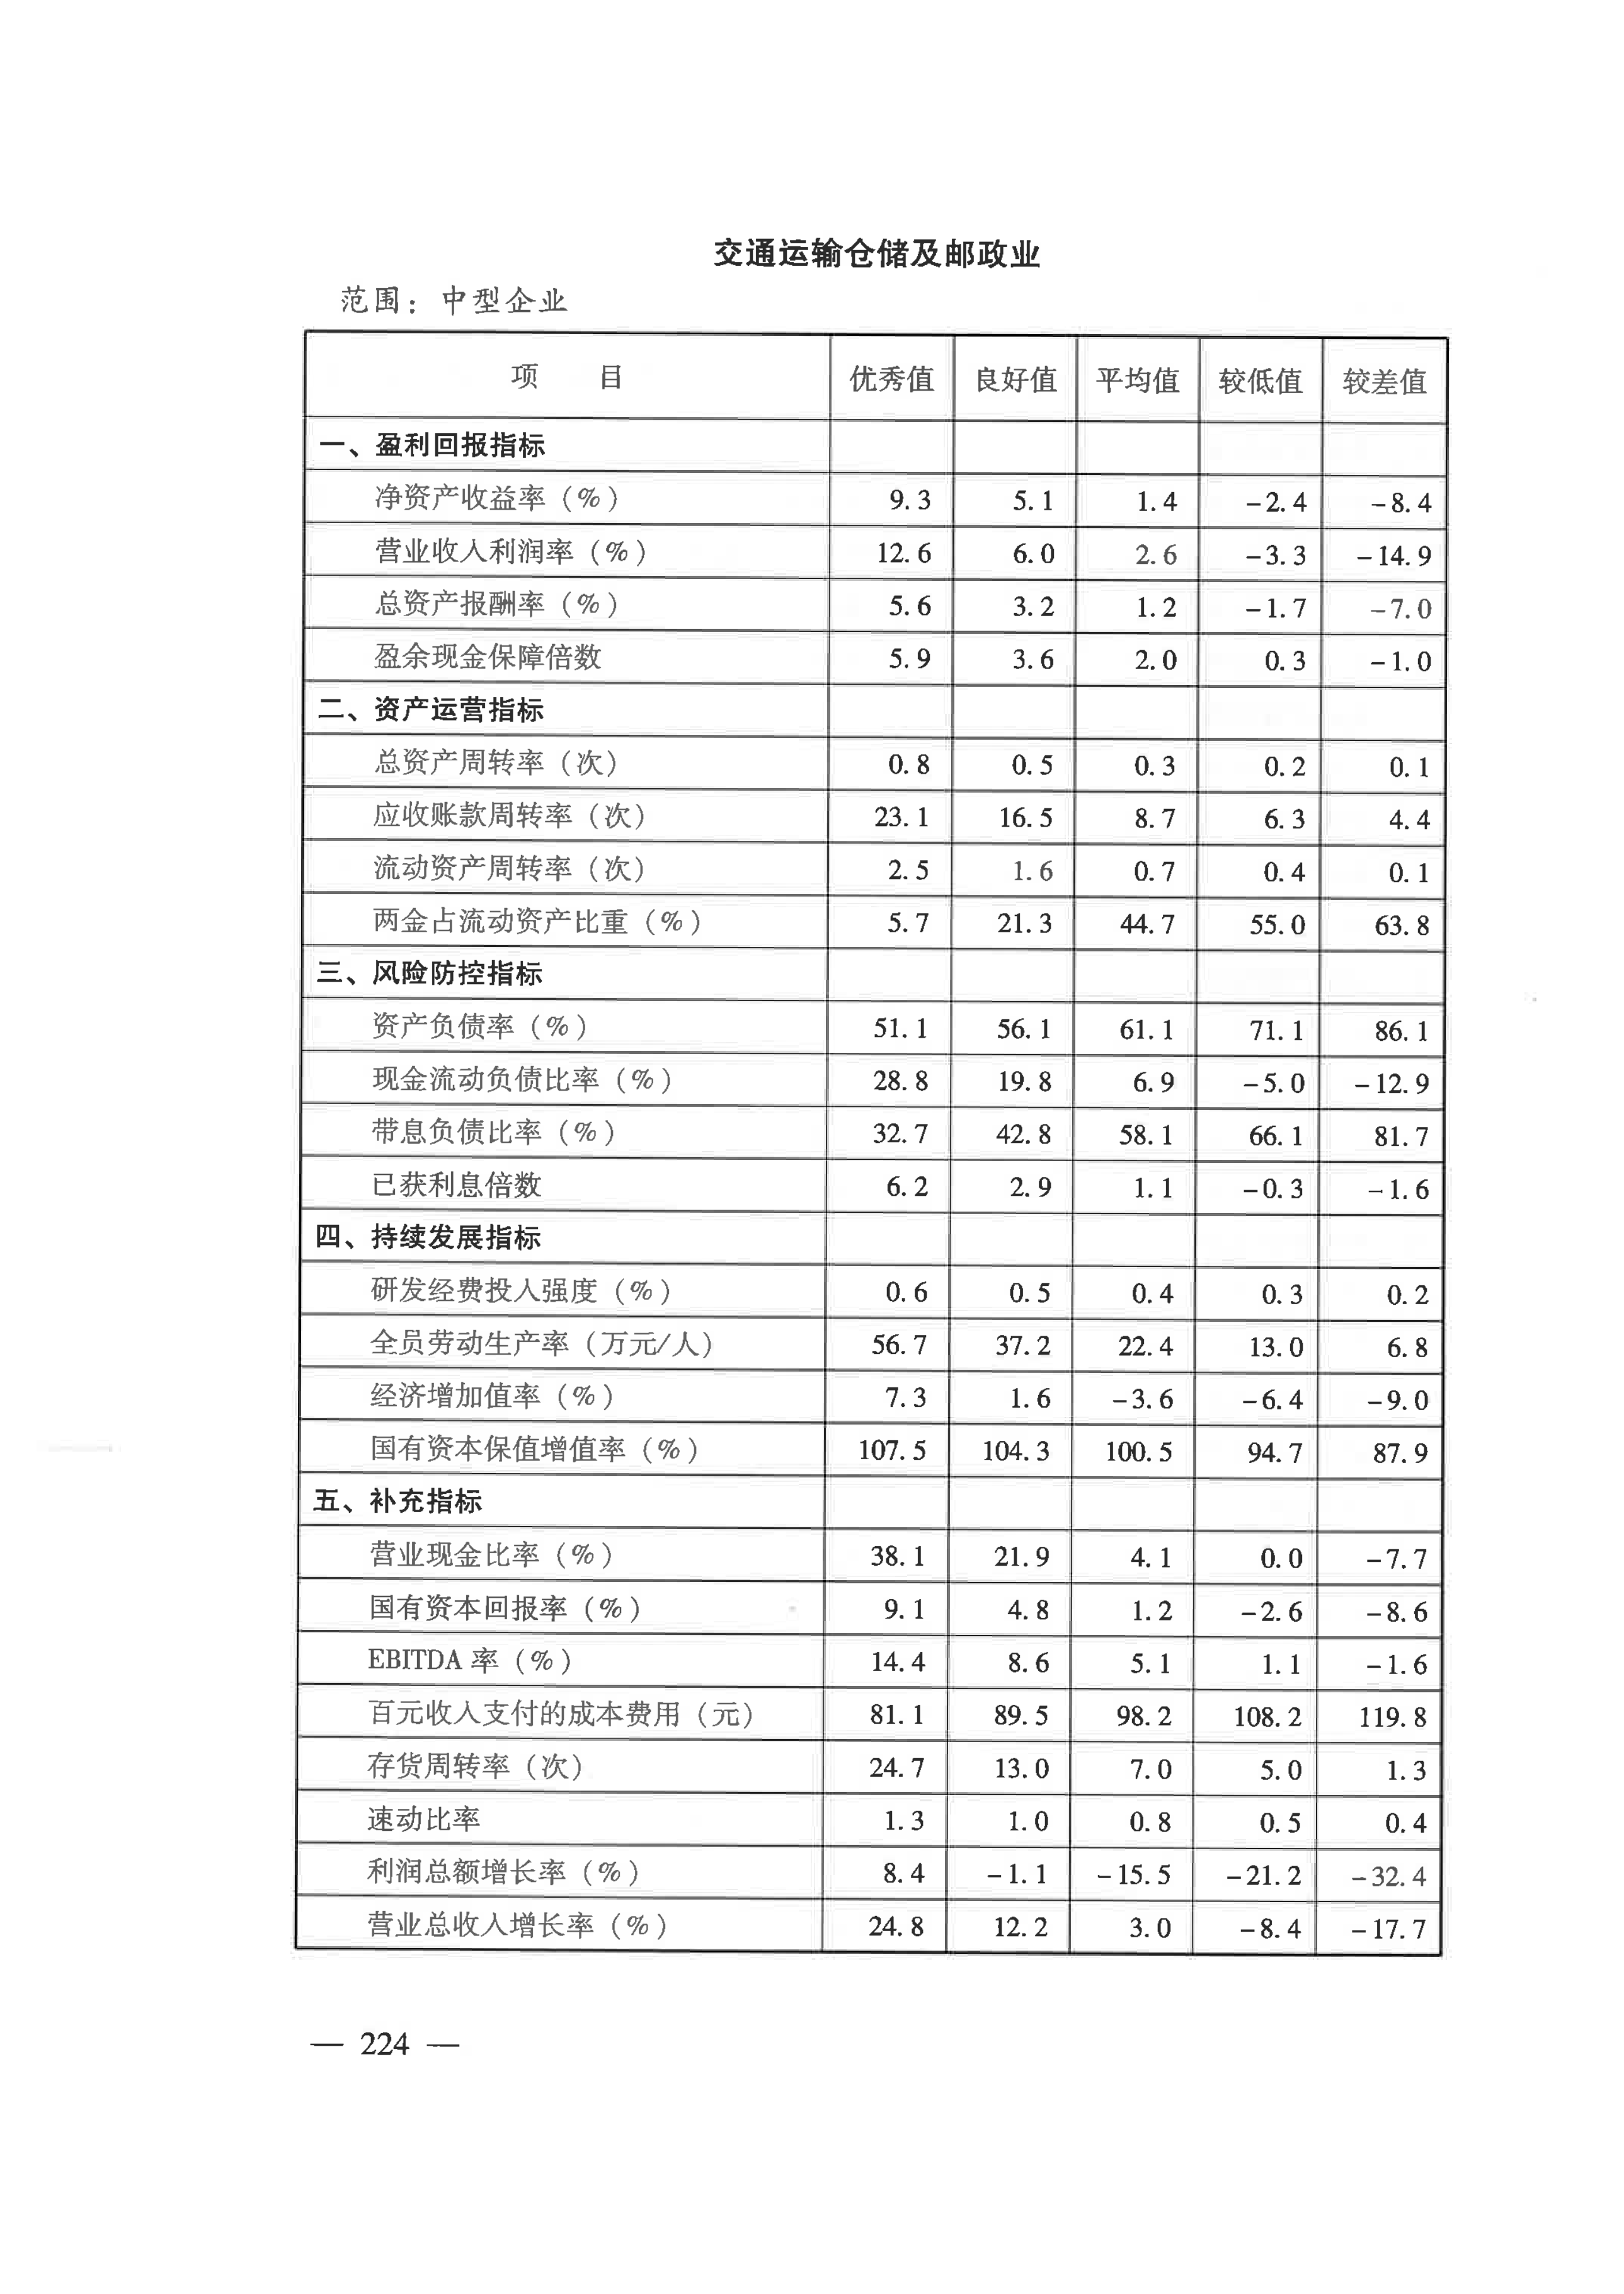 交通运输仓储及邮政业
范围：中型企业
项 目 优秀值 良好值 平均值 较低值 较差值
一、盈利回报指标
净资产收益率（%） 9.3 5.1 1.4 -2.4 -8.4
营业收入利润率（%） 12.6 6.0 2.6 -3.3 -14.9
总资产报酬率（%） 5.6 3.2 1.2 -1.7 -7.0
盈余现金保障倍数 5.9 3.6 2.0 0.3 -1.0
二、资产运营指标
总资产周转率（次） 0.8 0.5 0.3 0.2 0.1
应收账款周转率（次） 23.1 16.5 8.7 6.3 4.4
流动资产周转率（次） 2.5 1.6 0.7 0.4 0.1
两金占流动资产比重（%） 5.7 21.3 44.7 55.0 63.8
三、风险防控指标
资产负债率（%） 51.1 56.1 61.1 71.1 86.1
现金流动负债比率（%） 28.8 19.8 6.9 -5.0 -12.9
带息负债比率（%） 32.7 42.8 58.1 66.1 81.7
已获利息倍数 6.2 2.9 1.1 -0.3 -1.6
四、持续发展指标
研发经费投入强度（%） 0.6 0.5 0.4 0.3 0.2
全员劳动生产率（万元/人） 56.7 37.2 22.4 13.0 6.8
经济增加值率（%） 7.3 1.6 -3.6 -6.4 -9.0
国有资本保值增值率（%） 107.5 104.3 100.5 94.7 87.9
五、补充指标
营业现金比率（%） 38.1 21.9 4.1 0.0 -7.7
国有资本回报率（%） 9.1 4.8 1.2 -2.6 -8.6
EBITDA 率（%） 14.4 8.6 5.1 1.1 -1.6
百元收入支付的成本费用（元） 81.1 89.5 98.2 108.2 119.8
存货周转率（次） 24.7 13.0 7.0 5.0 1.3
速动比率 1.3 1.0 0.8 0.5 0.4
利润总额增长率（%） 8.4 -1.1 -15.5 -21.2 -32.4
营业总收入增长率（%） 24.8 12.2 3.0 -8.4 -17.7
— 224 —